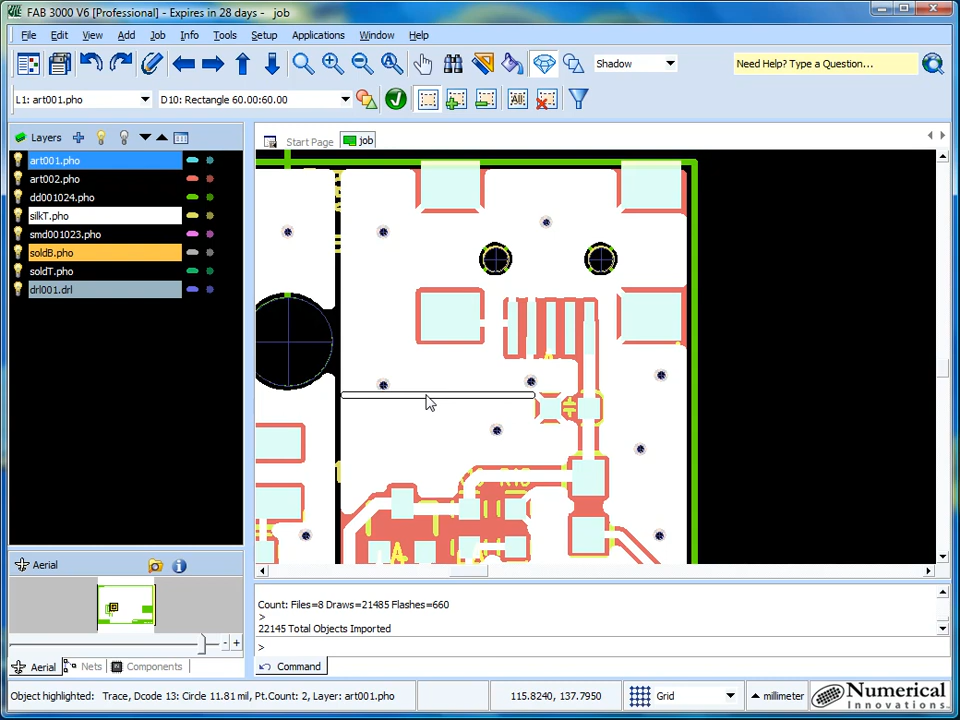 FAB 3000 V6 [Professional] - Expires in 28 days - job
File Edit View Add Job Info Tools Setup Applications Window Help
All Shadow Need Help? Type a Question...
L1: art001.pho D10: Rectangle 60.00:60.00 All
Layers
Start Page job
art001.pho
art002.pho
dd001024.pho
silkT.pho
smd001023.pho
soldB.pho
soldT.pho
drl001.drl
Aerial
Count: Files=8 Draws=21485 Flashes=660
>
22145 Total Objects Imported
>
- +
Aerial Nets Components Command
Object highlighted: Trace, Dcode 13: Circle 11.81 mil, Pt.Count: 2, Layer: art001.pho 115.8240, 137.7950 Grid millimeter Numerical
Innovations